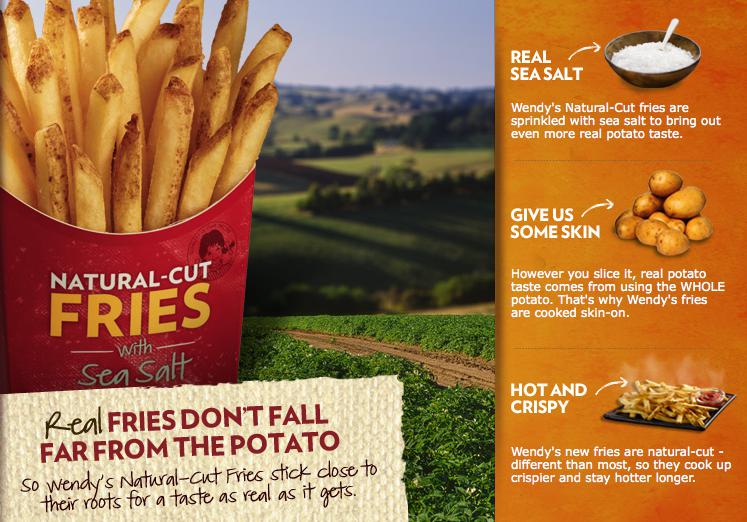 NATURAL-CUT
FRIES
with
Sea Salt
Real FRIES DON'T FALL
FAR FROM THE POTATO
So Wendy's Natural-Cut Fries stick close to
their roots for a taste as real as it gets.
REAL
SEA SALT
Wendy's Natural-Cut fries are
sprinkled with sea salt to bring out
even more real potato taste.
GIVE US
SOME SKIN
However you slice it, real potato
taste comes from using the WHOLE
potato. That's why Wendy's fries
are cooked skin-on.
HOT AND
CRISPY
Wendy's new fries are natural-cut -
different than most, so they cook up
crispier and stay hotter longer.